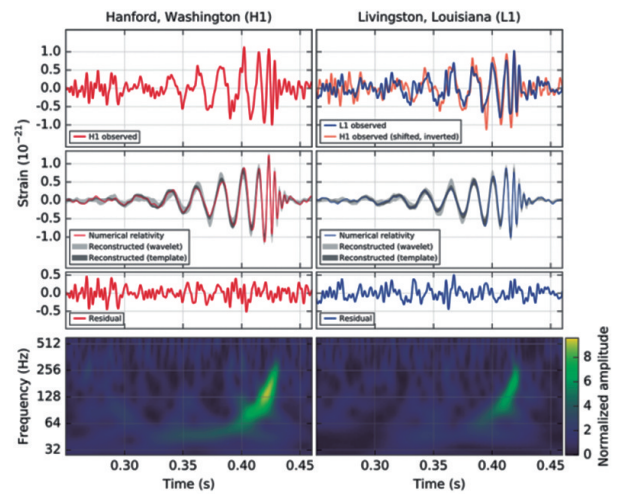 Hanford, Washington (H1)
Livingston, Louisiana (L1)
Strain (10⁻²¹)
1.0
0.5
0.0
-0.5
-1.0
H1 observed
L1 observed
H1 observed (shifted, inverted)
1.0
0.5
0.0
-0.5
-1.0
Numerical relativity
Reconstructed (wavelet)
Reconstructed (template)
Numerical relativity
Reconstructed (wavelet)
Reconstructed (template)
0.5
0.0
-0.5
Residual
Residual
Frequency (Hz)
512
256
128
64
32
0.30 0.35 0.40 0.45
Time (s)
0.30 0.35 0.40 0.45
Time (s)
8
6
4
2
0
Normalized amplitude